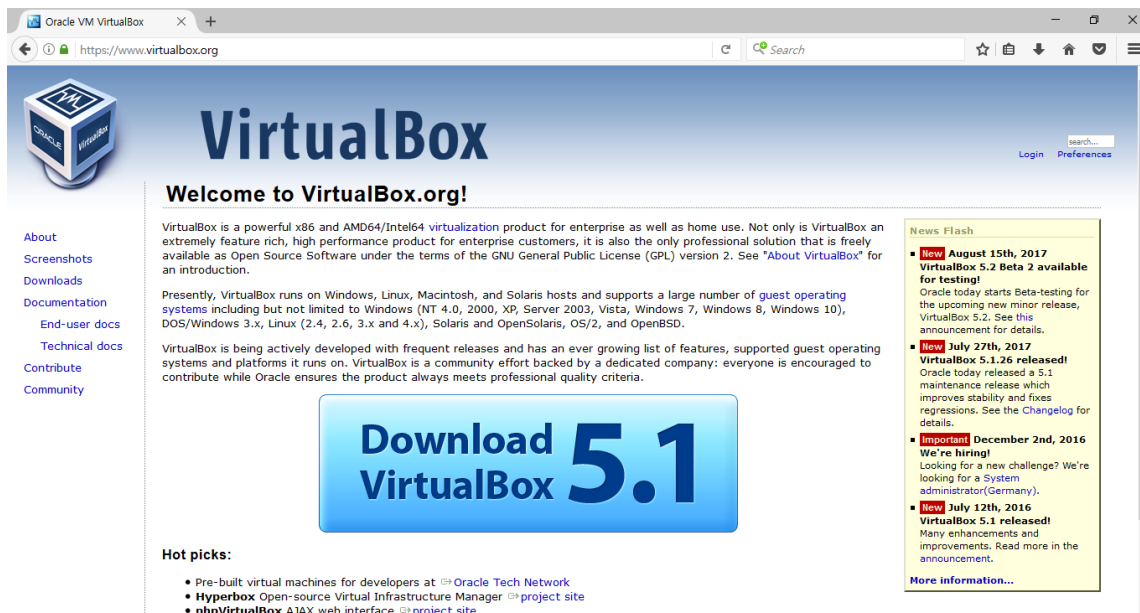 Oracle VM VirtualBox
https://www.virtualbox.org
Search
ORACLE
VirtualBox
VirtualBox
search...
Login Preferences
Welcome to VirtualBox.org!
About
Screenshots
Downloads
Documentation
End-user docs
Technical docs
Contribute
Community
VirtualBox is a powerful x86 and AMD64/Intel64 virtualization product for enterprise as well as home use. Not only is VirtualBox an
extremely feature rich, high performance product for enterprise customers, it is also the only professional solution that is freely
available as Open Source Software under the terms of the GNU General Public License (GPL) version 2. See "About VirtualBox" for
an introduction.
Presently, VirtualBox runs on Windows, Linux, Macintosh, and Solaris hosts and supports a large number of guest operating
systems including but not limited to Windows (NT 4.0, 2000, XP, Server 2003, Vista, Windows 7, Windows 8, Windows 10),
DOS/Windows 3.x, Linux (2.4, 2.6, 3.x and 4.x), Solaris and OpenSolaris, OS/2, and OpenBSD.
VirtualBox is being actively developed with frequent releases and has an ever growing list of features, supported guest operating
systems and platforms it runs on. VirtualBox is a community effort backed by a dedicated company: everyone is encouraged to
contribute while Oracle ensures the product always meets professional quality criteria.
Download
VirtualBox 5.1
Hot picks:
Pre-built virtual machines for developers at Oracle Tech Network
Hyperbox Open-source Virtual Infrastructure Manager project site
phpVirtualBox AJAX web interface project site
News Flash
New August 15th, 2017
VirtualBox 5.2 Beta 2 available
for testing!
Oracle today starts Beta-testing for
the upcoming new minor release,
VirtualBox 5.2. See this
announcement for details.
New July 27th, 2017
VirtualBox 5.1.26 released!
Oracle today released a 5.1
maintenance release which
improves stability and fixes
regressions. See the Changelog for
details.
Important December 2nd, 2016
We're hiring!
Looking for a new challenge? We're
looking for a System
administrator(Germany).
New July 12th, 2016
VirtualBox 5.1 released!
Many enhancements and
improvements. Read more in the
announcement.
More information...